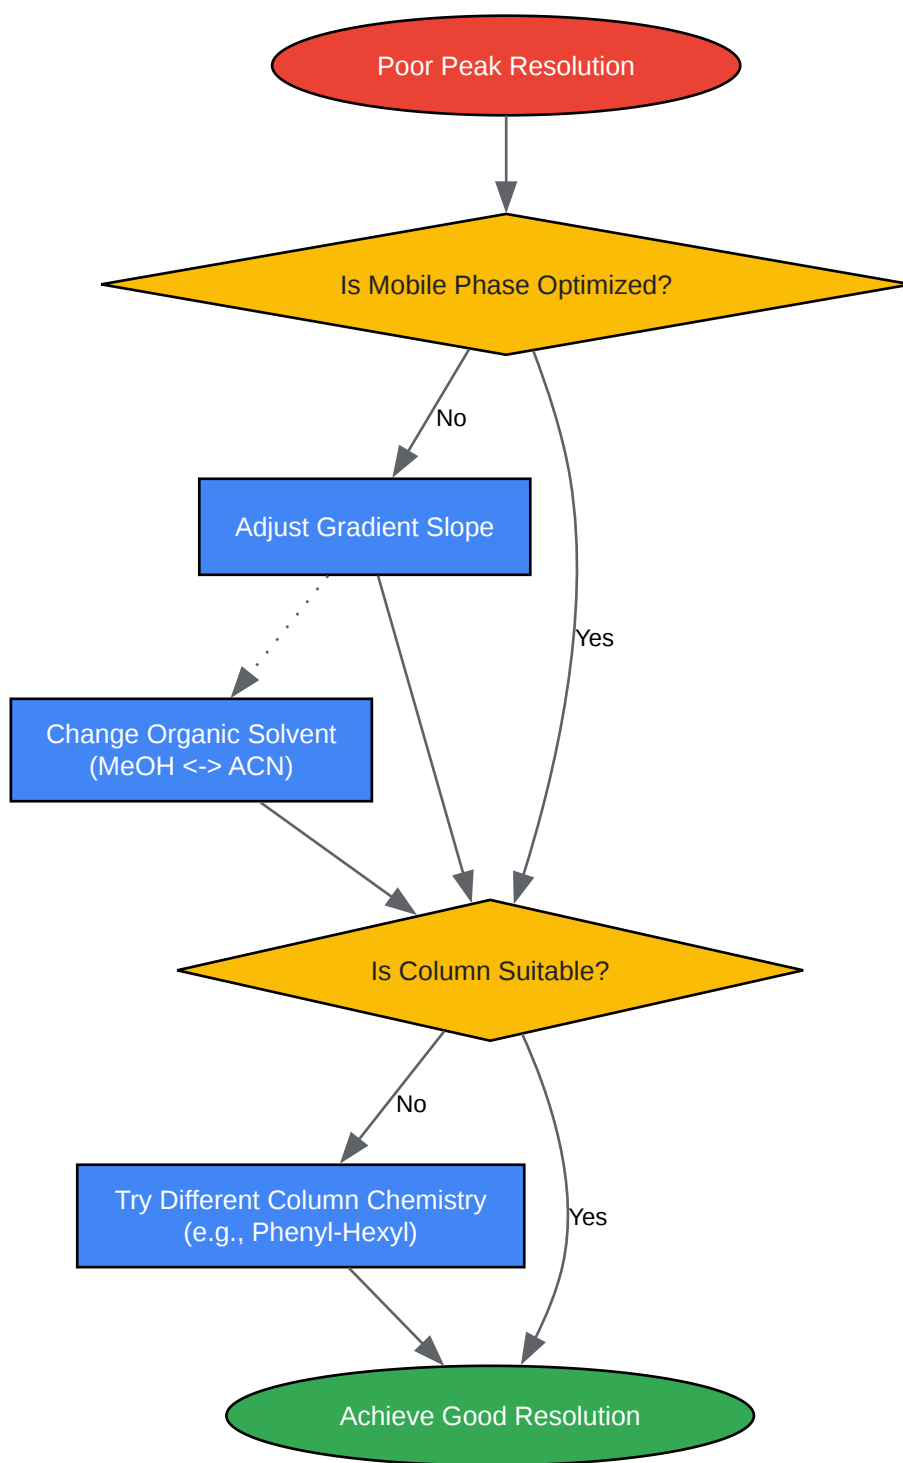 Poor Peak Resolution
Is Mobile Phase Optimized?
No
Adjust Gradient Slope
Yes
Change Organic Solvent
(MeOH <-> ACN)
Is Column Suitable?
No
Try Different Column Chemistry
(e.g., Phenyl-Hexyl)
Yes
Achieve Good Resolution